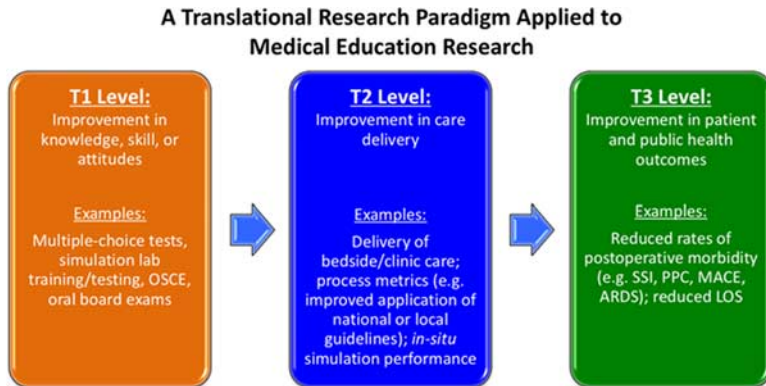 A Translational Research Paradigm Applied to
Medical Education Research
T1 Level:
Improvement in
knowledge, skill, or
attitudes
Examples:
Multiple-choice tests,
simulation lab
training/testing, OSCE,
oral board exams
T2 Level:
Improvement in care
delivery
Examples:
Delivery of
bedside/clinic care;
process metrics (e.g.
improved application of
national or local
guidelines); in-situ
simulation performance
T3 Level:
Improvement in patient
and public health
outcomes
Examples:
Reduced rates of
postoperative morbidity
(e.g. SSI, PPC, MACE,
ARDS); reduced LOS